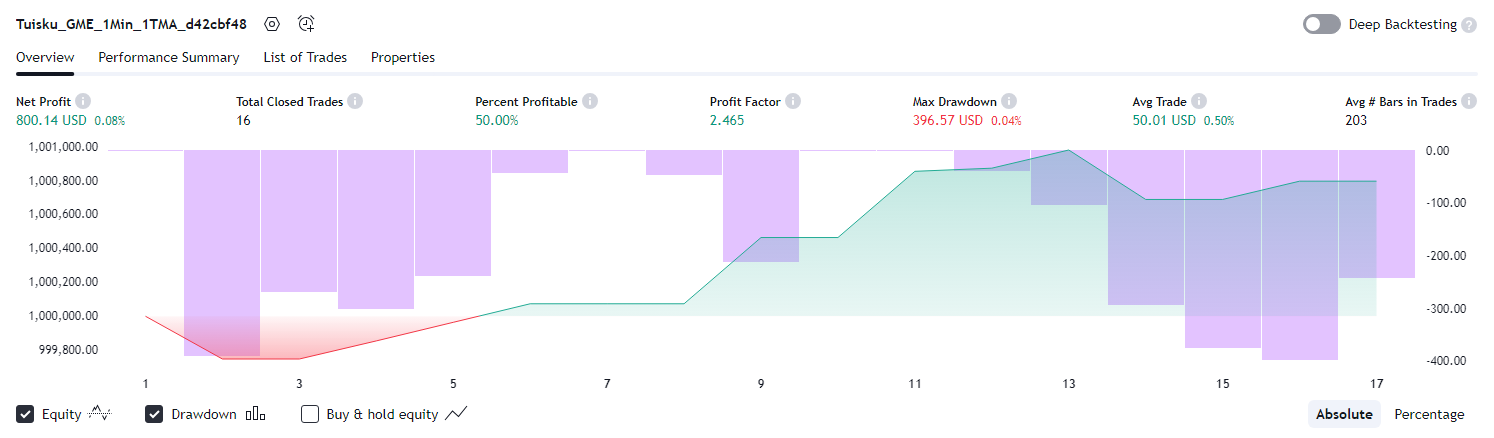 Tuisku_GME_1Min_1TMA_d42cbf48 Deep Backtesting ?
Overview Performance Summary List of Trades Properties
Net Profit i Total Closed Trades i Percent Profitable i Profit Factor i Max Drawdown i Avg Trade i Avg # Bars in Trades i
800.14 USD 0.08% 16 50.00% 2.465 396.57 USD 0.04% 50.01 USD 0.50% 203
1,001,000.00 0.00
1,000,800.00
1,000,600.00 -100.00
1,000,400.00 -200.00
1,000,200.00
1,000,000.00 -300.00
999,800.00 -400.00
1 3 5 7 9 11 13 15 17
Equity Drawdown Buy & hold equity Absolute Percentage